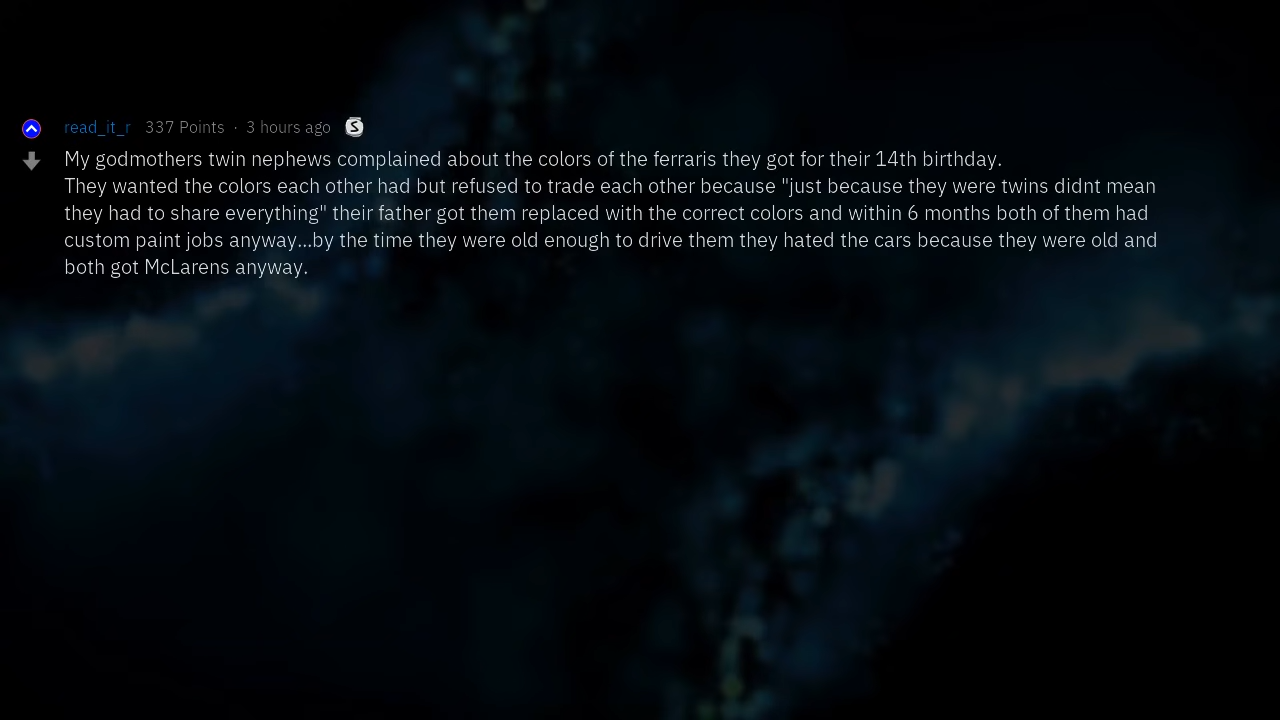 read_it_r 337 Points · 3 hours ago S
My godmothers twin nephews complained about the colors of the ferraris they got for their 14th birthday.
They wanted the colors each other had but refused to trade each other because "just because they were twins didnt mean
they had to share everything" their father got them replaced with the correct colors and within 6 months both of them had
custom paint jobs anyway...by the time they were old enough to drive them they hated the cars because they were old and
both got McLarens anyway.